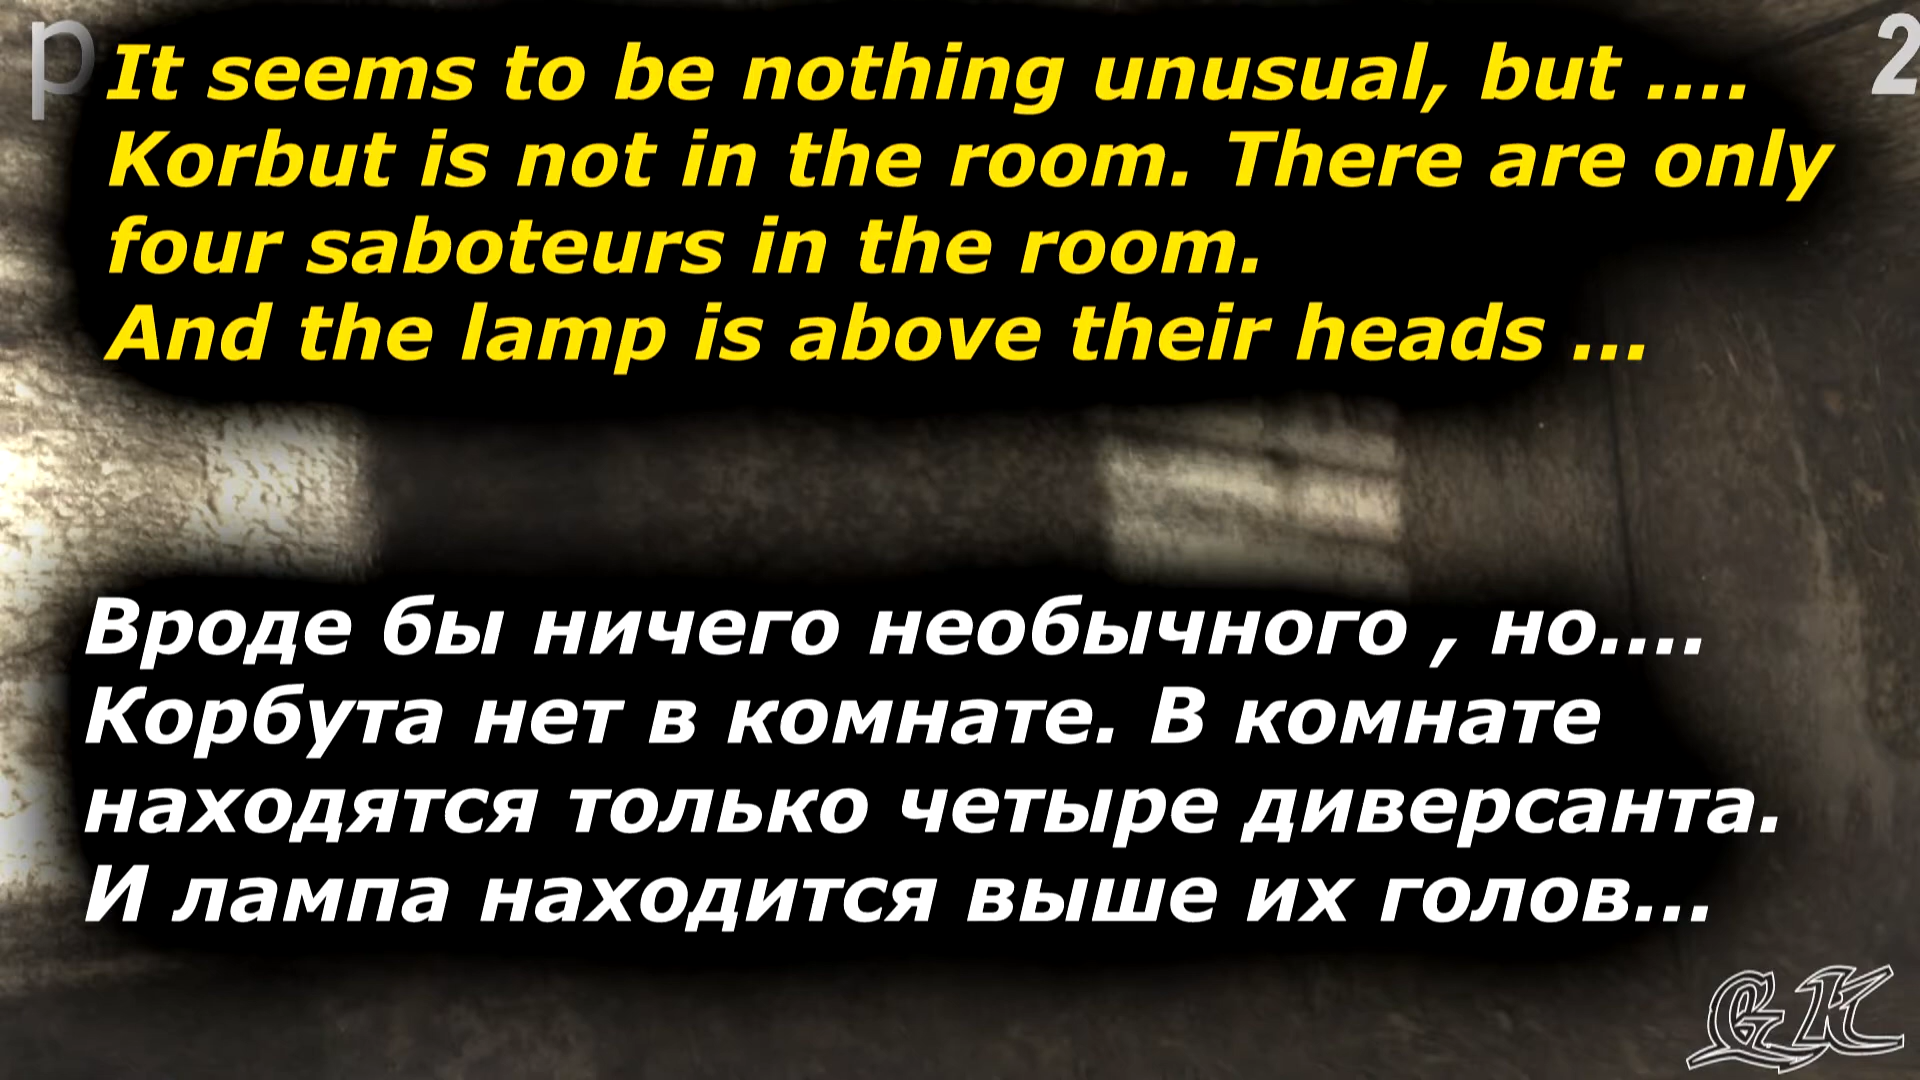 p
2
It seems to be nothing unusual, but ....
Korbut is not in the room. There are only
four saboteurs in the room.
And the lamp is above their heads ...
Вроде бы ничего необычного , но....
Корбута нет в комнате. В комнате
находятся только четыре диверсанта.
И лампа находится выше их голов...
GK